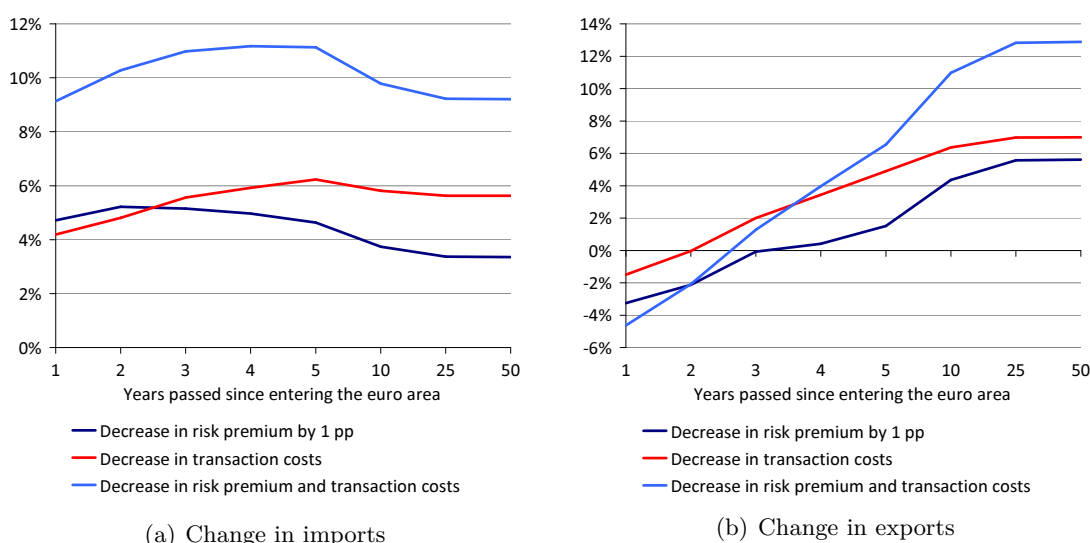 12%
10%
8%
6%
4%
2%
0%
1 2 3 4 5 10 25 50
Years passed since entering the euro area
Decrease in risk premium by 1 pp
Decrease in transaction costs
Decrease in risk premium and transaction costs
(a) Change in imports
14%
12%
10%
8%
6%
4%
2%
0%
-2%
-4%
-6%
1 2 3 4 5 10 25 50
Years passed since entering the euro area
Decrease in risk premium by 1 pp
Decrease in transaction costs
Decrease in risk premium and transaction costs
(b) Change in exports